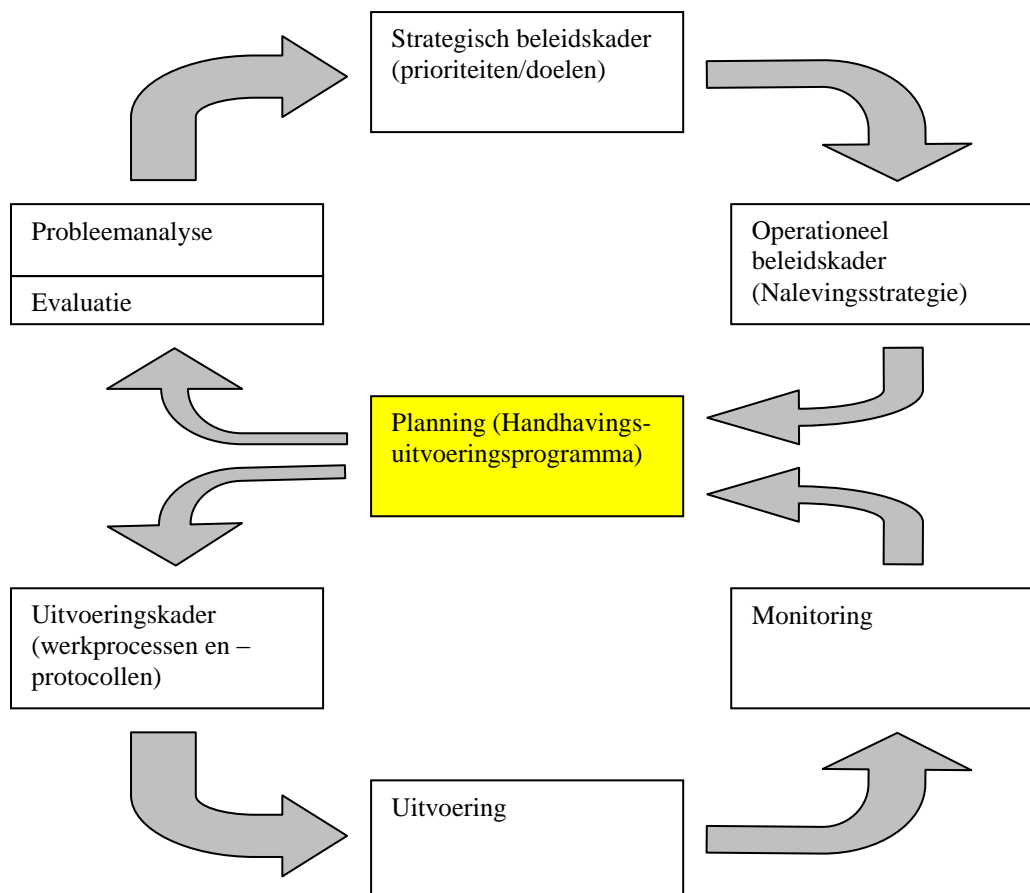 Strategisch beleidskader
(prioriteiten/doelen)
Probleemanalyse
Evaluatie
Operationeel
beleidskader
(Nalevingsstrategie)
Planning (Handhavings-
uitvoeringsprogramma)
Uitvoeringskader
(werkprocessen en –
protocollen)
Monitoring
Uitvoering